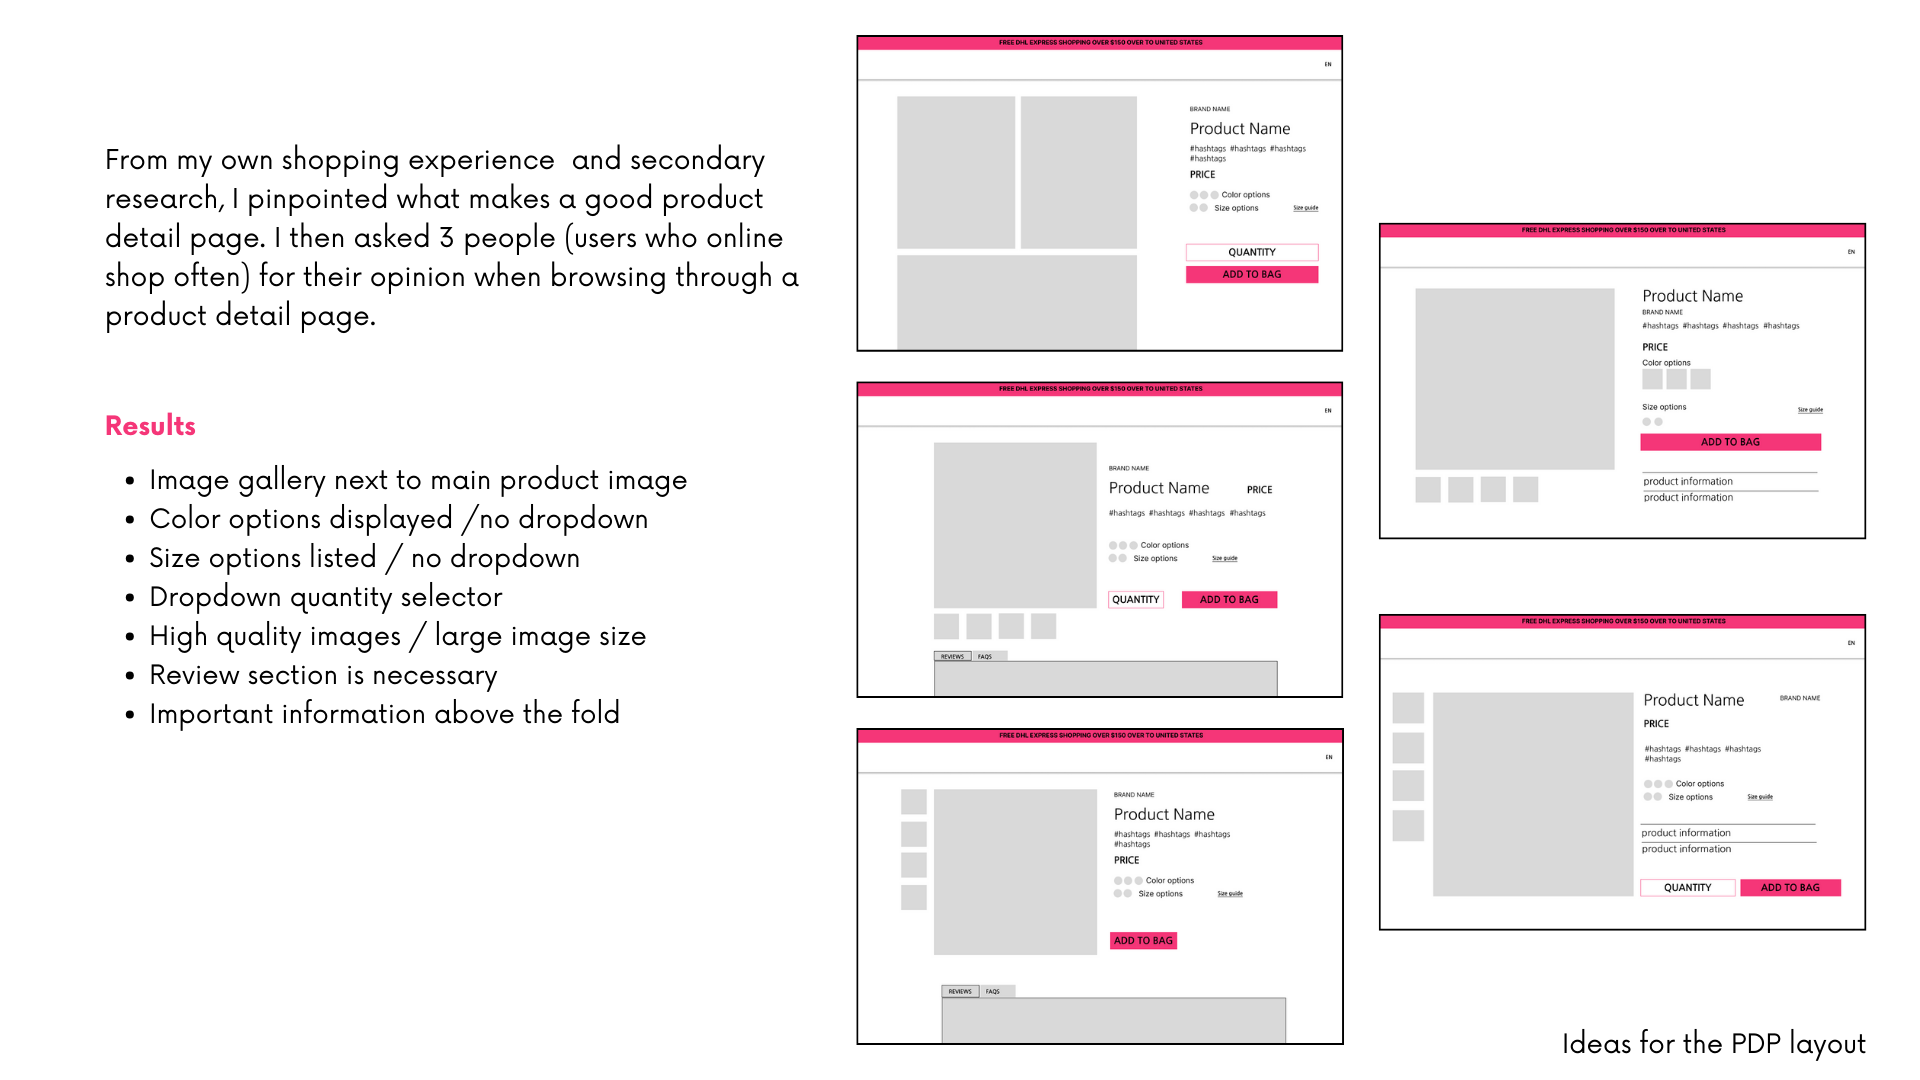 From my own shopping experience  and secondary
research, I pinpointed what makes a good product
detail page. I then asked 3 people (users who online
shop often) for their opinion when browsing through a
product detail page.
Results
• Image gallery next to main product image
• Color options displayed /no dropdown
• Size options listed / no dropdown
• Dropdown quantity selector
• High quality images / large image size
• Review section is necessary
• Important information above the fold
FREE DHL EXPRESS SHOPPING OVER $150 OVER TO UNITED STATES
EN
BRAND NAME
Product Name
#hashtags #hashtags #hashtags
#hashtags
PRICE
Color options
Size options Size guide
QUANTITY
ADD TO BAG
FREE DHL EXPRESS SHOPPING OVER $150 OVER TO UNITED STATES
EN
BRAND NAME
Product Name PRICE
#hashtags #hashtags #hashtags #hashtags
Color options
Size options Size guide
QUANTITY ADD TO BAG
REVIEWS FAQS
FREE DHL EXPRESS SHOPPING OVER $150 OVER TO UNITED STATES
EN
BRAND NAME
Product Name
#hashtags #hashtags #hashtags
#hashtags
PRICE
Color options
Size options Size guide
ADD TO BAG
REVIEWS FAQS
FREE DHL EXPRESS SHOPPING OVER $150 OVER TO UNITED STATES
EN
Product Name
BRAND NAME
#hashtags #hashtags #hashtags #hashtags
PRICE
Color options
Size options Size guide
ADD TO BAG
product information
product information
FREE DHL EXPRESS SHOPPING OVER $150 OVER TO UNITED STATES
EN
Product Name BRAND NAME
PRICE
#hashtags #hashtags #hashtags
#hashtags
Color options
Size options Size guide
product information
product information
QUANTITY ADD TO BAG
Ideas for the PDP layout